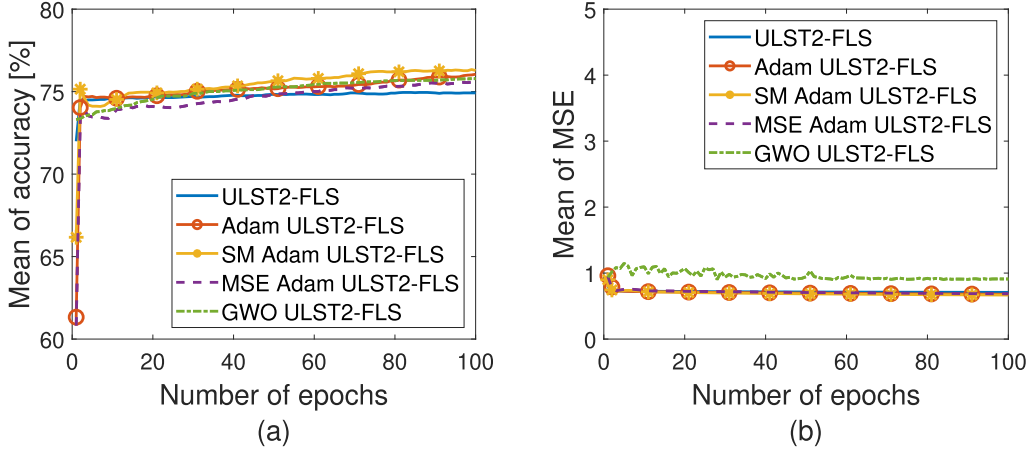 80
75
70
65
60
0
20
40
60
80
100
Mean of accuracy [%]
Number of epochs
ULST2-FLS
Adam ULST2-FLS
SM Adam ULST2-FLS
MSE Adam ULST2-FLS
GWO ULST2-FLS
(a)
5
4
3
2
1
0
0
20
40
60
80
100
Mean of MSE
Number of epochs
ULST2-FLS
Adam ULST2-FLS
SM Adam ULST2-FLS
MSE Adam ULST2-FLS
GWO ULST2-FLS
(b)